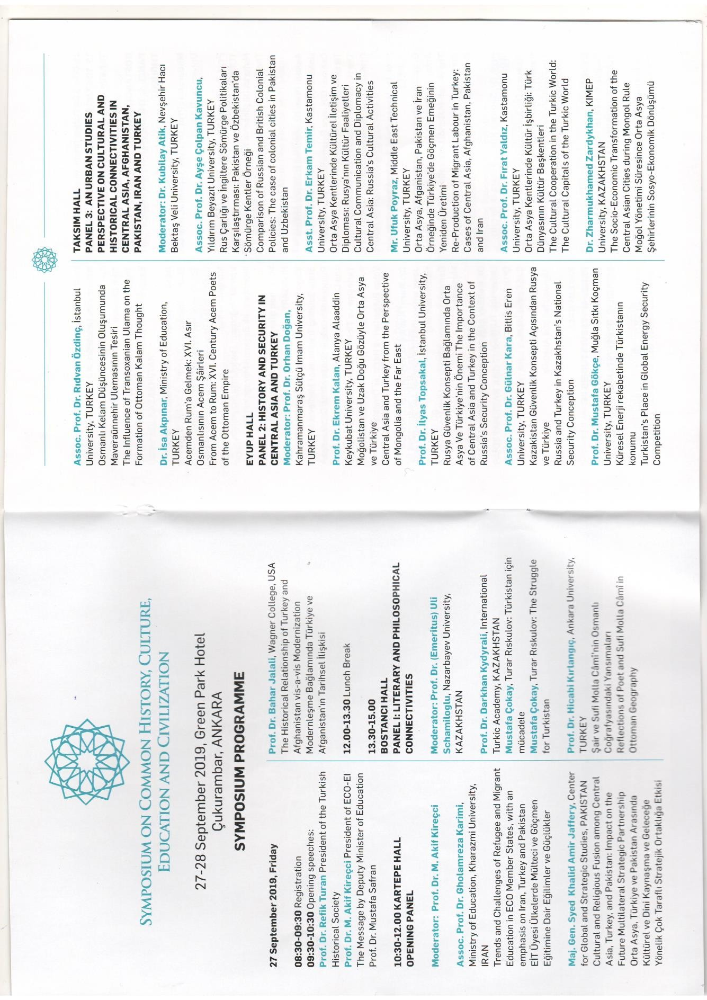 SYMPOSIUM ON COMMON HISTORY, CULTURE,
EDUCATION AND CIVILIZATION
27-28 September 2019, Green Park Hotel
Çukurambar, ANKARA
SYMPOSIUM PROGRAMME
27 September 2019, Friday
08:30-09:30 Registration
09:30-10:30 Opening speeches:
Prof. Dr. Refik Turan President of the Turkish
Historical Society
Prof. Dr. M. Akif Kireçci President of ECO-EI
The Message by Deputy Minister of Education
Prof. Dr. Mustafa Safran
10:30-12.00 KARTEPE HALL
OPENING PANEL
Moderator: Prof. Dr. M. Akif Kireçci
Assoc. Prof. Dr. Gholamreza Karimi,
Ministry of Education, Kharazmi University,
IRAN
Trends and Challenges of Refugee and Migrant
Education in ECO Member States, with an
emphasis on Iran, Turkey and Pakistan
EİT Üyesi Ülkelerde Mülteci ve Göçmen
Eğitimine Dair Eğilimler ve Güçlükler
Maj. Gen. Syed Khalid Amir Jaffery, Center
for Global and Strategic Studies, PAKISTAN
Cultural and Religious Fusion among Central
Asia, Turkey, and Pakistan: Impact on the
Future Multilateral Strategic Partnership
Orta Asya, Türkiye ve Pakistan Arasında
Kültürel ve Dini Kaynaşma ve Geleceğe
Yönelik Çok Taraflı Stratejik Ortaklığa Etkisi
Prof. Dr. Bahar Jalali, Wagner College, USA
The Historical Relationship of Turkey and
Afghanistan vis-a-vis Modernization
Modernleşme Bağlamında Türkiye ve
Afganistan'ın Tarihsel İlişkisi
12.00-13.30 Lunch Break
13.30-15.00
BOSTANCI HALL
PANEL I: LITERARY AND PHILOSOPHICAL
CONNECTIVITIES
Moderator: Prof. Dr. (Emeritus) Uli
Schamiloglu, Nazarbayev University,
KAZAKHSTAN
Prof. Dr. Darkhan Kydyrali, International
Turkic Academy, KAZAKHSTAN
Mustafa Çokay, Turar Rıskulov: Türkistan için
mücadele
Mustafa Çokay, Turar Rıskulov: The Struggle
for Turkistan
Prof. Dr. Hicabi Kırlangıç, Ankara University,
TURKEY
Şair ve Sufi Molla Câmî'nin Osmanlı
Coğrafyasındaki Yansımaları
Reflections of Poet and Sufi Molla Câmî in
Ottoman Geography
Assoc. Prof. Dr. Rıdvan Özdinç, İstanbul
University, TURKEY
Osmanlı Kelam Düşüncesinin Oluşumunda
Maveraünnehir Ulemasının Tesiri
The Influence of Transoxanian Ulama on the
Formation of Ottoman Kalam Thought
Dr. İsa Akpınar, Ministry of Education,
TURKEY
Acemden Rum'a Gelmek: XVI. Asır
Osmanlısının Acem Şâirleri
From Acem to Rum: XVI. Century Acem Poets
of the Ottoman Empire
EYUP HALL
PANEL 2: HISTORY AND SECURITY IN
CENTRAL ASIA AND TURKEY
Moderator: Prof. Dr. Orhan Doğan,
Kahramanmaraş Sütçü Imam University,
TURKEY
Prof. Dr. Ekrem Kalan, Alanya Alaaddin
Keykubat University, TURKEY
Moğolistan ve Uzak Doğu Gözüyle Orta Asya
ve Türkiye
Central Asia and Turkey from the Perspective
of Mongolia and the Far East
Prof. Dr. İlyas Topsakal, İstanbul University,
TURKEY
Rusya Güvenlik Konsepti Bağlamında Orta
Asya Ve Türkiye'nin Önemi The Importance
of Central Asia and Turkey in the Context of
Russia's Security Conception
Assoc. Prof. Dr. Gülnar Kara, Bitlis Eren
University, TURKEY
Kazakistan Güvenlik Konsepti Açısından Rusya
ve Türkiye
Russia and Turkey in Kazakhstan's National
Security Conception
Prof. Dr. Mustafa Gökçe, Muğla Sıtkı Koçman
University, TURKEY
Küresel Enerji rekabetinde Türkistanın
konumu
Turkistan's Place in Global Energy Security
Competition
TAKSIM HALL
PANEL 3: AN URBAN STUDIES
PERSPECTIVE ON CULTURAL AND
HISTORICAL CONNECTIVITIES IN
CENTRAL ASIA, AFGHANISTAN,
PAKISTAN, IRAN AND TURKEY
Moderator: Dr. Kubilay Atik, Nevşehir Hacı
Bektaş Veli University, TURKEY
Assoc. Prof. Dr. Ayşe Çolpan Kavuncu,
Yıldırım Beyazıt University, TURKEY
Rus Çarlığı ve İngiltere Sömürge Politikaları
Karşılaştırması: Pakistan ve Özbekistan'da
Sömürge Kentler Örneği
Comparison of Russian and British Colonial
Policies: The case of colonial cities in Pakistan
and Uzbekistan
Asst. Prof. Dr. Erkam Temir, Kastamonu
University, TURKEY
Orta Asya Kentlerinde Kültürel İletişim ve
Diploması: Rusya'nın Kültür Faaliyetleri
Cultural Communication and Diplomacy in
Central Asia: Russia's Cultural Activities
Mr. Ufuk Poyraz, Middle East Technical
University, TURKEY
Orta Asya, Afganistan, Pakistan ve İran
Örneğinde Türkiye'de Göçmen Emeğinin
Yeniden Üretimi
Re-Production of Migrant Labour in Turkey:
Cases of Central Asia, Afghanistan, Pakistan
and Iran
Assoc. Prof. Dr. Fırat Yaldız, Kastamonu
University, TURKEY
Orta Asya Kentlerinde Kültür İşbirliği: Türk
Dünyasının Kültür Başkentleri
The Cultural Cooperation in the Turkic World:
The Cultural Capitals of the Turkic World
Dr. Zharmukhamed Zardykhan, KIMEP
University, KAZAKHSTAN
The Socio-Economic Transformation of the
Central Asian Cities during Mongol Rule
Moğol Yönetimi Süresince Orta Asya
Şehirlerinin Sosyo-Ekonomik Dönüşümü